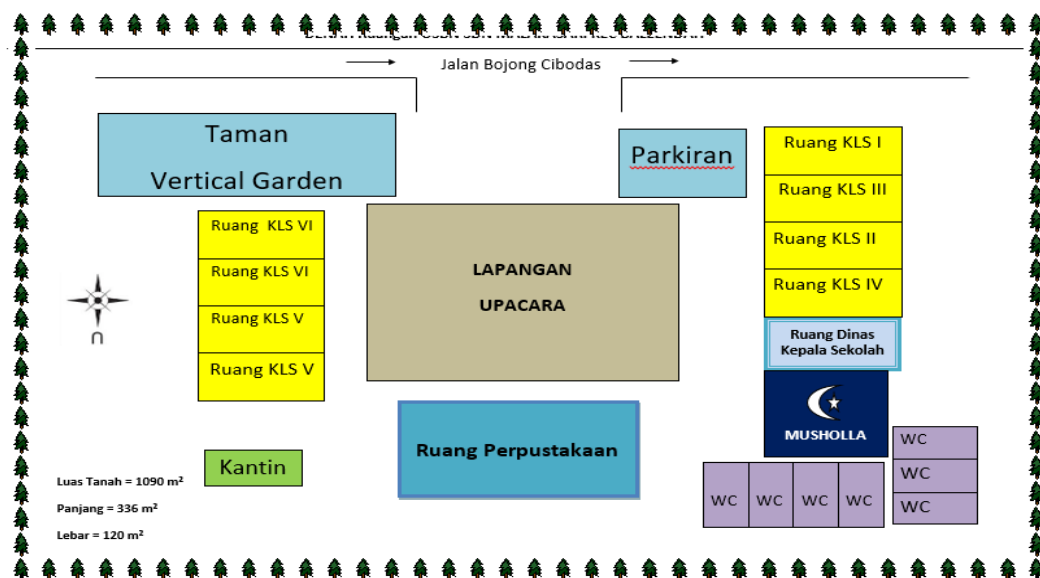 Jalan Bojong Cibodas
Taman
Vertical Garden
Parkiran
Ruang KLS I
Ruang KLS III
Ruang KLS II
Ruang KLS IV
Ruang Dinas
Kepala Sekolah
MUSHOLLA
WC
WC
WC
WC
WC
WC
WC
Ruang  KLS VI
Ruang KLS VI
Ruang KLS V
Ruang KLS V
LAPANGAN
UPACARA
Ruang Perpustakaan
Kantin
n
Luas Tanah = 1090 m²
Panjang = 336 m²
Lebar = 120 m²